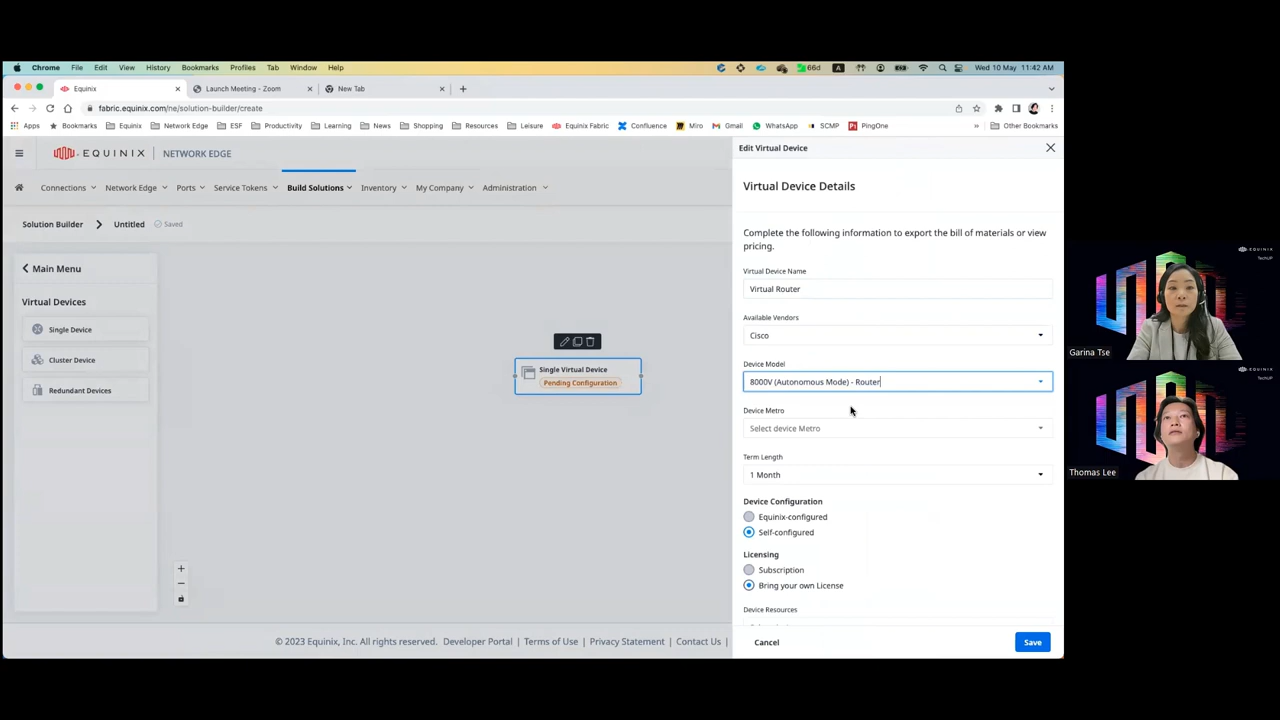 Chrome File Edit View History Bookmarks Profiles Tab Window Help 66d A Wed 10 May 11:42 AM
Equinix Launch Meeting - Zoom New Tab
fabric.equinix.com/ne/solution-builder/create
Apps Bookmarks Equinix Network Edge ESF Productivity Learning News Shopping Resources Leisure Equinix Fabric Confluence Miro Gmail WhatsApp SCMP PingOne » Other Bookmarks
EQUINIX NETWORK EDGE
Connections Network Edge Ports Service Tokens Build Solutions Inventory My Company Administration
Solution Builder Untitled Saved
Main Menu
Virtual Devices
Single Device
Cluster Device
Redundant Devices
Single Virtual Device
Pending Configuration
© 2023 Equinix, Inc. All rights reserved. Developer Portal | Terms of Use | Privacy Statement | Contact Us |
Edit Virtual Device
Virtual Device Details
Complete the following information to export the bill of materials or view
pricing.
Virtual Device Name
Virtual Router
Available Vendors
Cisco
Device Model
8000V (Autonomous Mode) - Router
Device Metro
Select device Metro
Term Length
1 Month
Device Configuration
Equinix-configured
Self-configured
Licensing
Subscription
Bring your own License
Device Resources
Cancel Save
EQUINIX
TechUP
Garina Tse
EQUINIX
TechUP
Thomas Lee